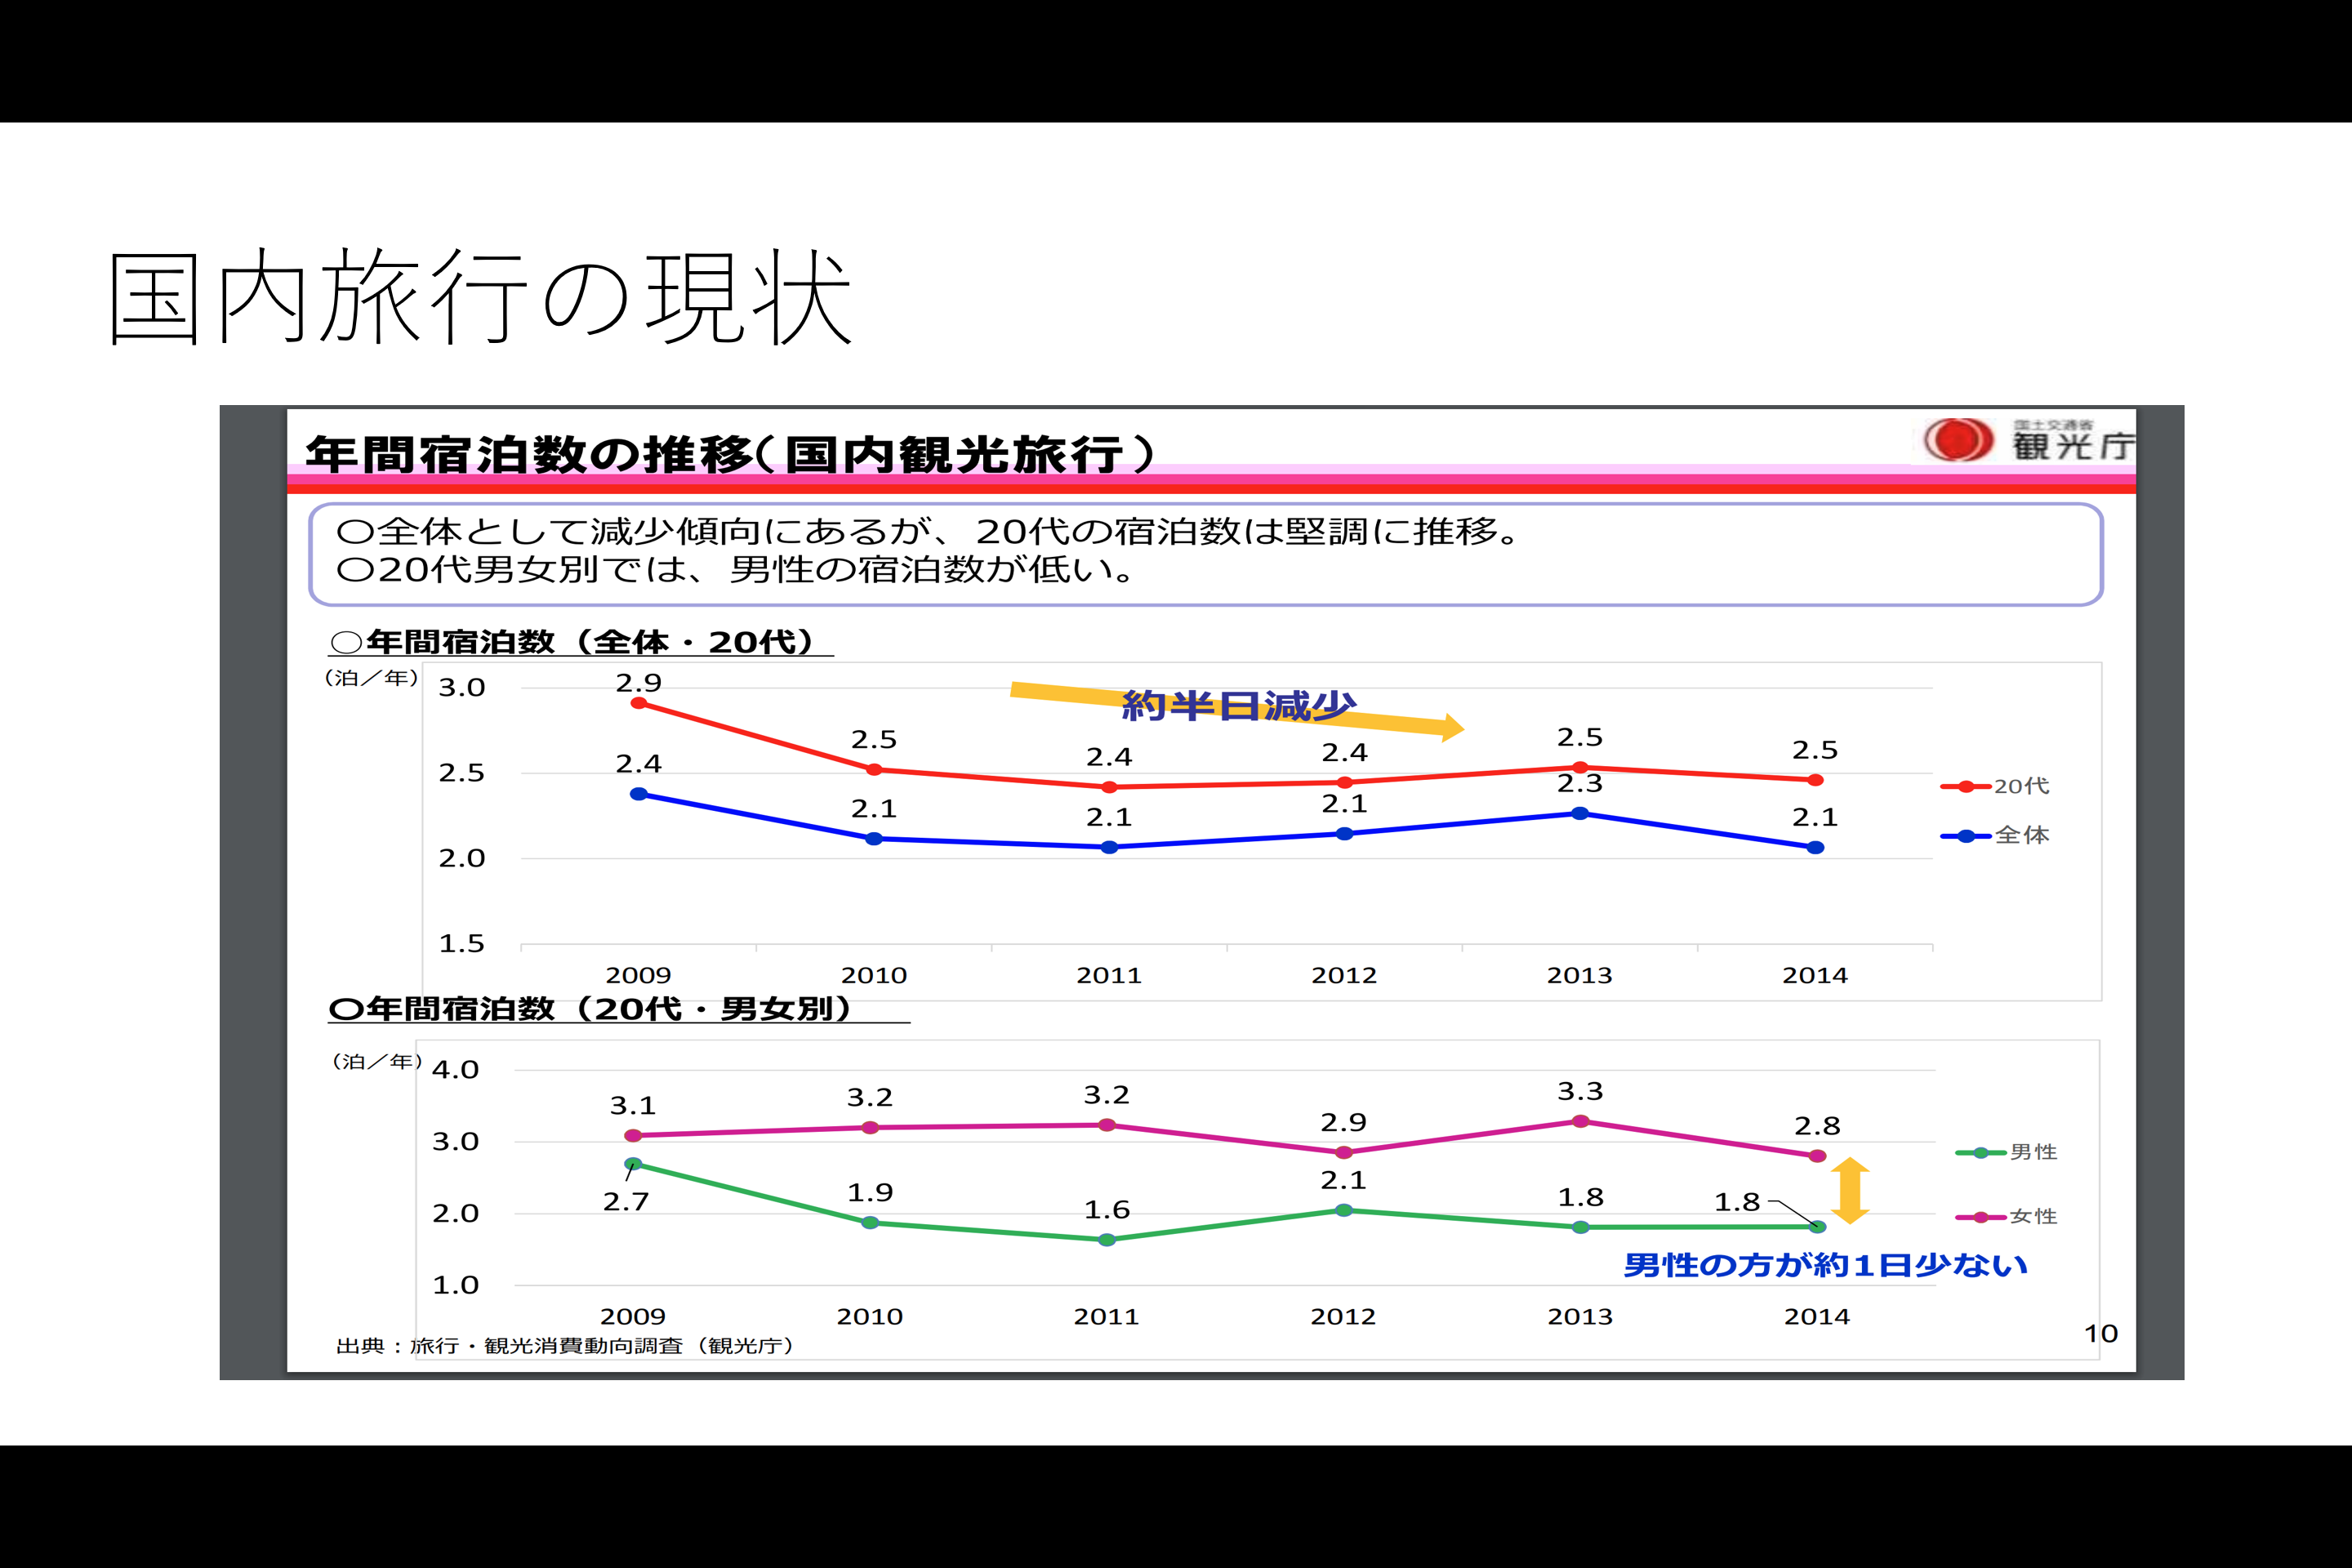 国内旅行の現状
年間宿泊数の推移(国内観光旅行)
国土交通省
観光庁
○全体として減少傾向にあるが、20代の宿泊数は堅調に推移。
○20代男女別では、男性の宿泊数が低い。
○年間宿泊数（全体・20代）
（泊／年）
3.0
2.5
2.0
1.5
2.9
2.5
2.4
2.4
2.5
2.5
2.4
2.1
2.1
2.1
2.3
2.1
約半日減少
20代
全体
2009 2010 2011 2012 2013 2014
○年間宿泊数（20代・男女別）
（泊／年）
4.0
3.0
2.0
1.0
3.1
3.2
3.2
2.9
3.3
2.8
2.7
1.9
1.6
2.1
1.8
1.8
男性
女性
男性の方が約1日少ない
2009 2010 2011 2012 2013 2014
出典：旅行・観光消費動向調査（観光庁）
10